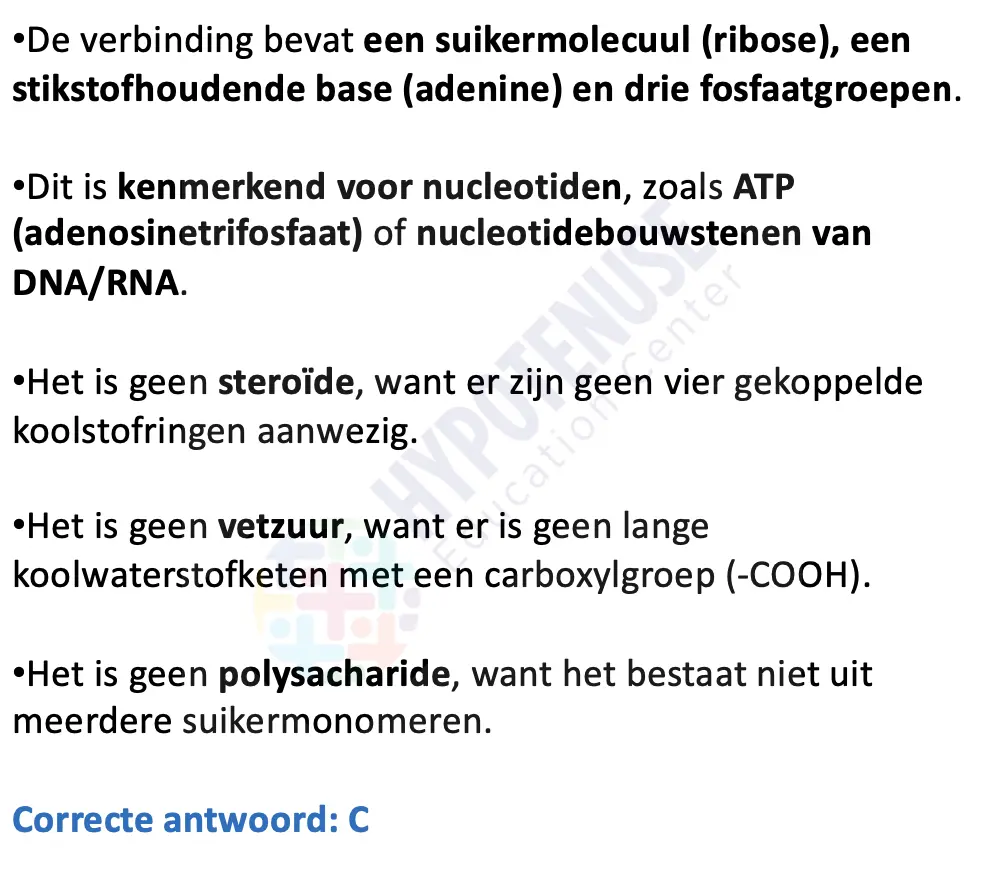 •De verbinding bevat een suikermolecuul (ribose), een
stikstofhoudende base (adenine) en drie fosfaatgroepen.
•Dit is kenmerkend voor nucleotiden, zoals ATP
(adenosinetrifosfaat) of nucleotidebouwstenen van
DNA/RNA.
•Het is geen steroïde, want er zijn geen vier gekoppelde
koolstofringen aanwezig.
•Het is geen vetzuur, want er is geen lange
koolwaterstofketen met een carboxylgroep (-COOH).
•Het is geen polysacharide, want het bestaat niet uit
meerdere suikermonomeren.
Correcte antwoord: C
HYPOTENUSE
Education Center